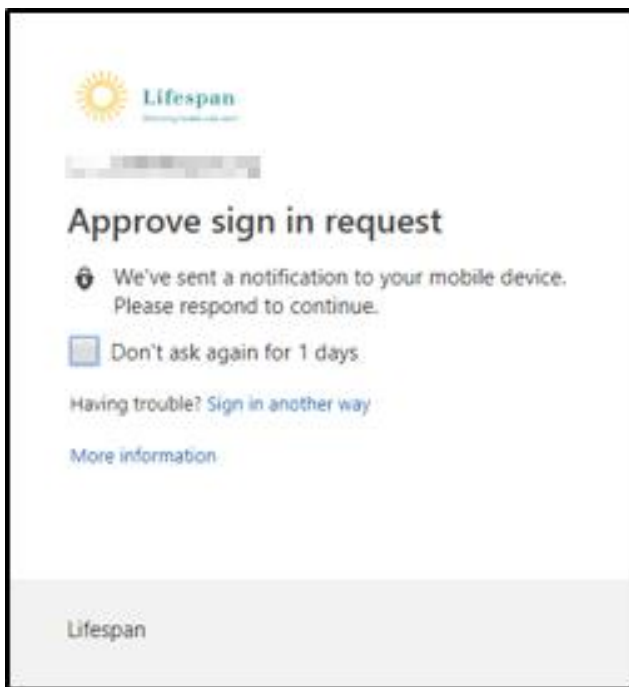 Lifespan
Approve sign in request
We've sent a notification to your mobile device.
Please respond to continue.
Don't ask again for 1 days
Having trouble? Sign in another way
More information
Lifespan